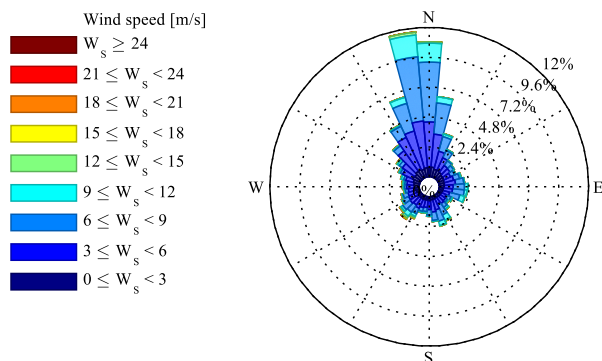 Wind speed [m/s]
W_S ≥ 24
21 ≤ W_S < 24
18 ≤ W_S < 21
15 ≤ W_S < 18
12 ≤ W_S < 15
9 ≤ W_S < 12
6 ≤ W_S < 9
3 ≤ W_S < 6
0 ≤ W_S < 3
N
12%
9.6%
7.2%
4.8%
2.4%
W
%
E
S